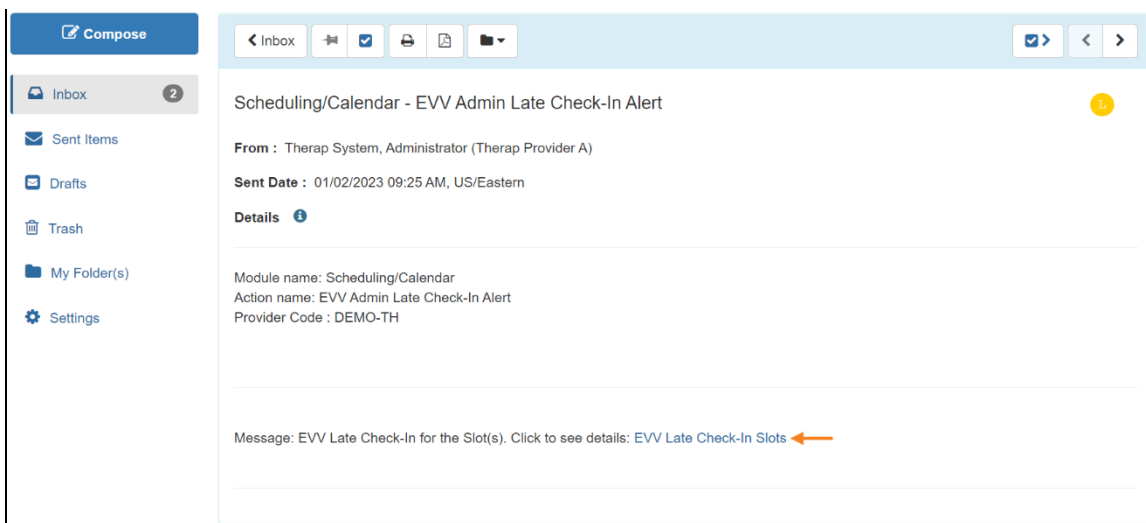 Compose
Inbox 2
Sent Items
Drafts
Trash
My Folder(s)
Settings
Inbox
Scheduling/Calendar - EVV Admin Late Check-In Alert
L
From : Therap System, Administrator (Therap Provider A)
Sent Date : 01/02/2023 09:25 AM, US/Eastern
Details
Module name: Scheduling/Calendar
Action name: EVV Admin Late Check-In Alert
Provider Code : DEMO-TH
Message: EVV Late Check-In for the Slot(s). Click to see details: EVV Late Check-In Slots